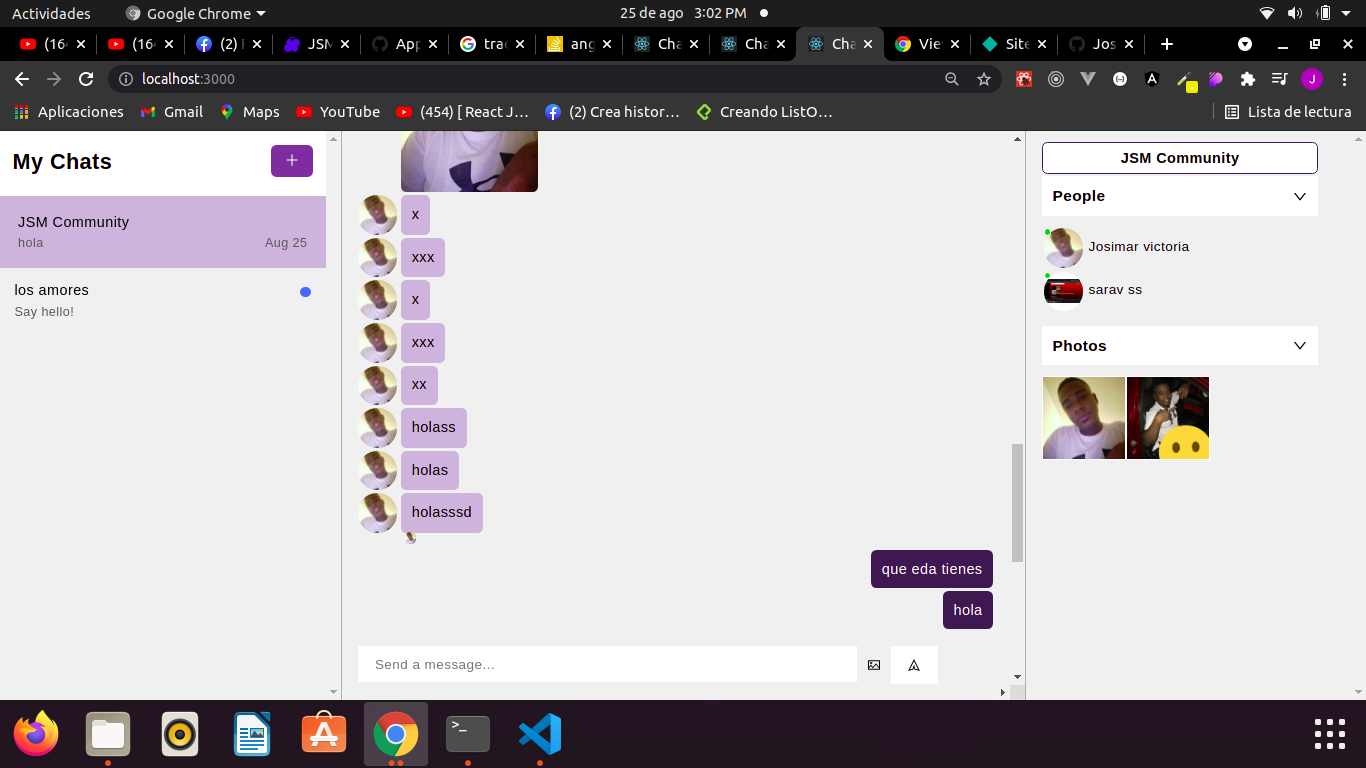 Actividades
Google Chrome
25 de ago 3:02 PM
(164
(164
(2) F
JSM
App
trac
ang
Cha
Cha
Cha
Vie
Site
Jos
localhost:3000
J
Aplicaciones
Gmail
Maps
YouTube
(454) [ React J…
(2) Crea histor…
Creando ListO…
Lista de lectura
My Chats
+
JSM Community
hola
Aug 25
los amores
Say hello!
x
xxx
x
xxx
xx
holass
holas
holasssd
que eda tienes
hola
Send a message...
JSM Community
People
Josimar victoria
sarav ss
Photos